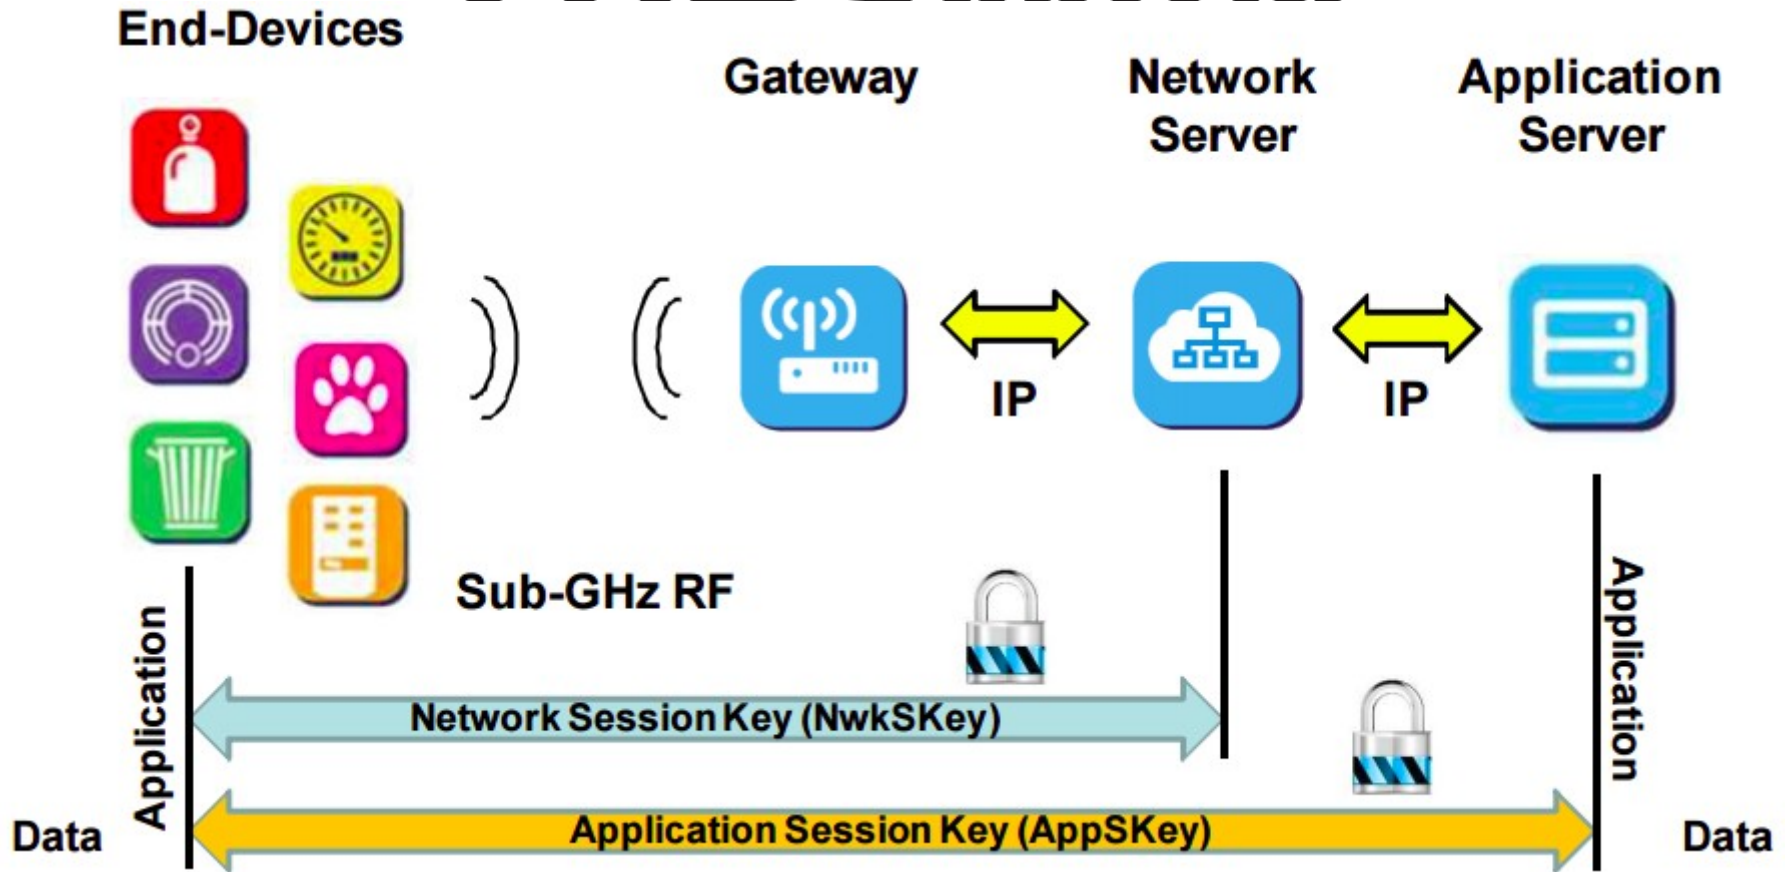 End-Devices
Gateway
Network
Server
Application
Server
IP
IP
Sub-GHz RF
Application
Application
Network Session Key (NwkSKey)
Data
Application Session Key (AppSKey)
Data